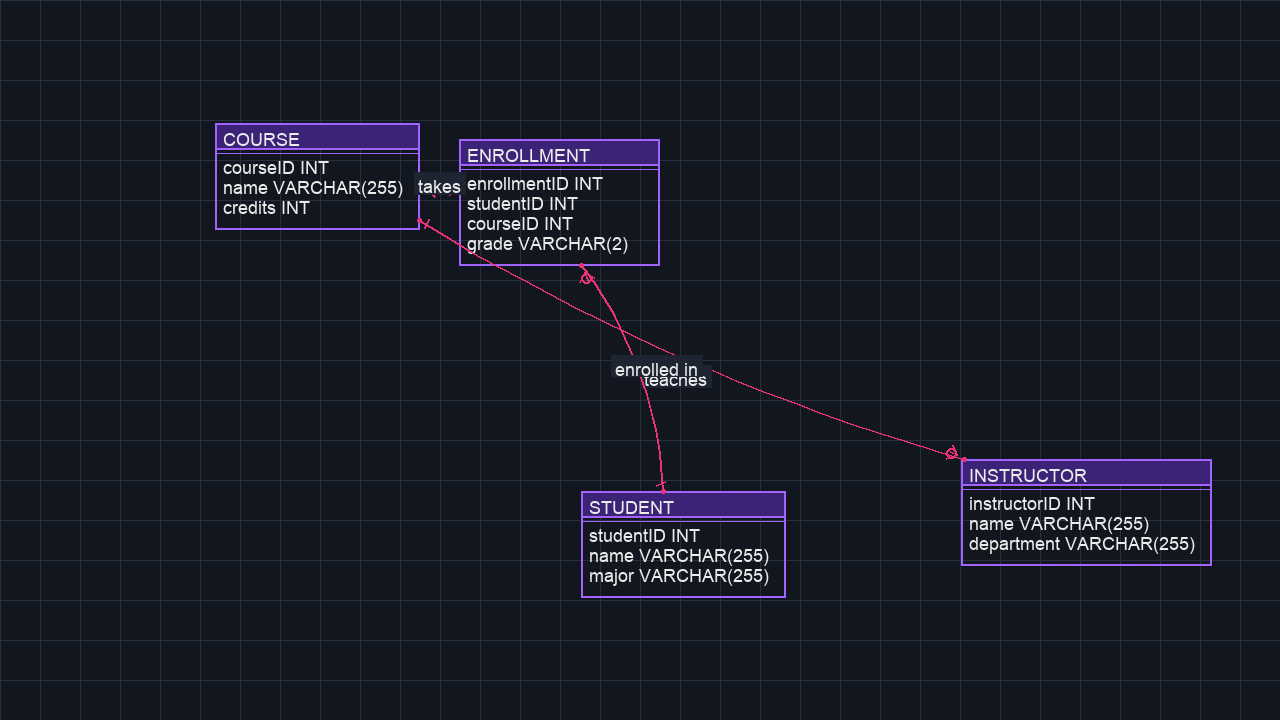 COURSE
courseID INT
name VARCHAR(255)
credits INT
takes
ENROLLMENT
enrollmentID INT
studentID INT
courseID INT
grade VARCHAR(2)
enrolled in
teaches
STUDENT
studentID INT
name VARCHAR(255)
major VARCHAR(255)
INSTRUCTOR
instructorID INT
name VARCHAR(255)
department VARCHAR(255)